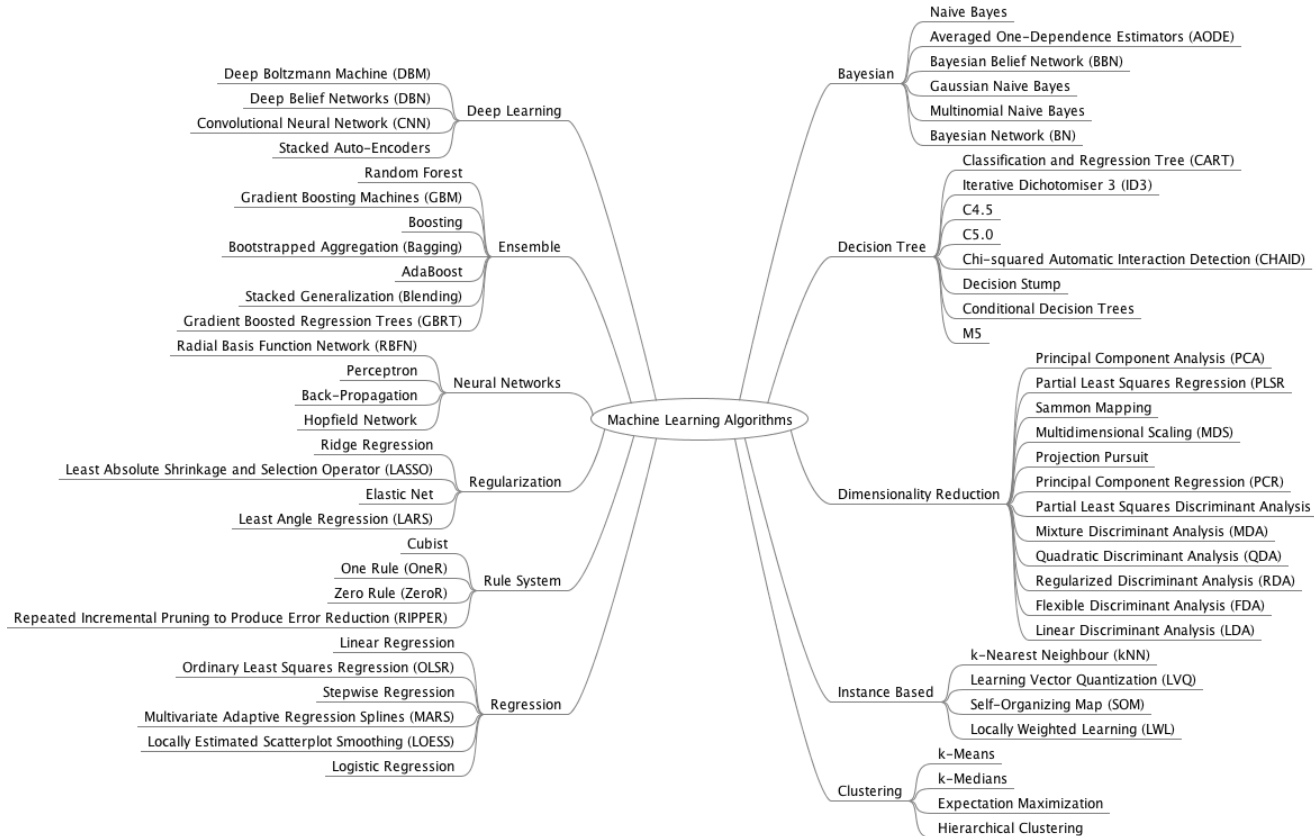 Machine Learning Algorithms
Deep Learning
Deep Boltzmann Machine (DBM)
Deep Belief Networks (DBN)
Convolutional Neural Network (CNN)
Stacked Auto-Encoders
Ensemble
Random Forest
Gradient Boosting Machines (GBM)
Boosting
Bootstrapped Aggregation (Bagging)
AdaBoost
Stacked Generalization (Blending)
Gradient Boosted Regression Trees (GBRT)
Neural Networks
Radial Basis Function Network (RBFN)
Perceptron
Back-Propagation
Hopfield Network
Regularization
Ridge Regression
Least Absolute Shrinkage and Selection Operator (LASSO)
Elastic Net
Least Angle Regression (LARS)
Rule System
Cubist
One Rule (OneR)
Zero Rule (ZeroR)
Repeated Incremental Pruning to Produce Error Reduction (RIPPER)
Regression
Linear Regression
Ordinary Least Squares Regression (OLSR)
Stepwise Regression
Multivariate Adaptive Regression Splines (MARS)
Locally Estimated Scatterplot Smoothing (LOESS)
Logistic Regression
Bayesian
Naive Bayes
Averaged One-Dependence Estimators (AODE)
Bayesian Belief Network (BBN)
Gaussian Naive Bayes
Multinomial Naive Bayes
Bayesian Network (BN)
Decision Tree
Classification and Regression Tree (CART)
Iterative Dichotomiser 3 (ID3)
C4.5
C5.0
Chi-squared Automatic Interaction Detection (CHAID)
Decision Stump
Conditional Decision Trees
M5
Dimensionality Reduction
Principal Component Analysis (PCA)
Partial Least Squares Regression (PLSR
Sammon Mapping
Multidimensional Scaling (MDS)
Projection Pursuit
Principal Component Regression (PCR)
Partial Least Squares Discriminant Analysis
Mixture Discriminant Analysis (MDA)
Quadratic Discriminant Analysis (QDA)
Regularized Discriminant Analysis (RDA)
Flexible Discriminant Analysis (FDA)
Linear Discriminant Analysis (LDA)
Instance Based
k-Nearest Neighbour (kNN)
Learning Vector Quantization (LVQ)
Self-Organizing Map (SOM)
Locally Weighted Learning (LWL)
Clustering
k-Means
k-Medians
Expectation Maximization
Hierarchical Clustering